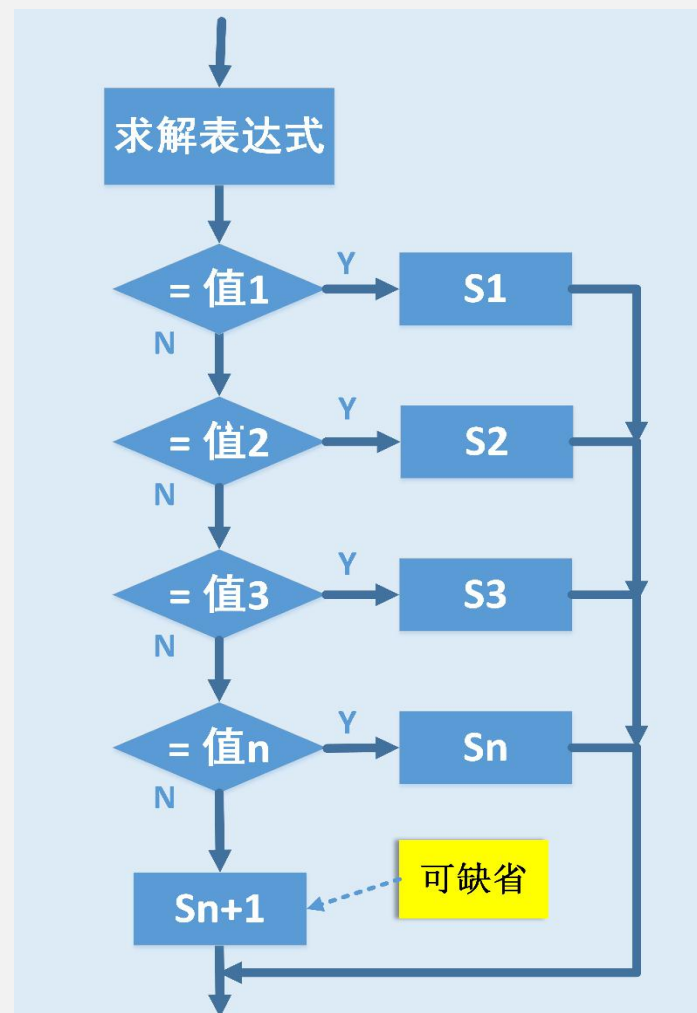 求解表达式
= 值1
Y
S1
N
= 值2
Y
S2
N
= 值3
Y
S3
N
= 值n
Y
Sn
N
Sn+1
可缺省